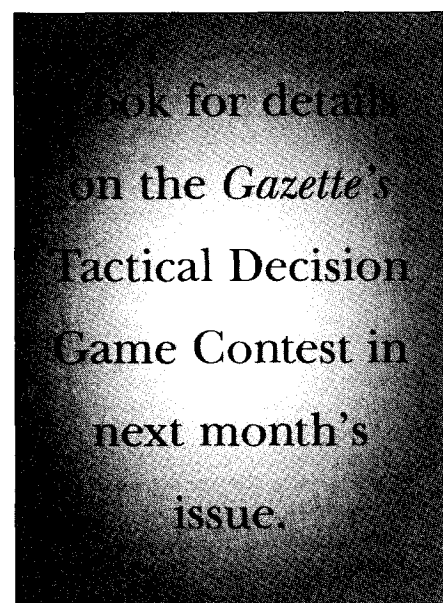 Look for details
on the Gazette's
Tactical Decision
Game Contest in
next month's
issue.